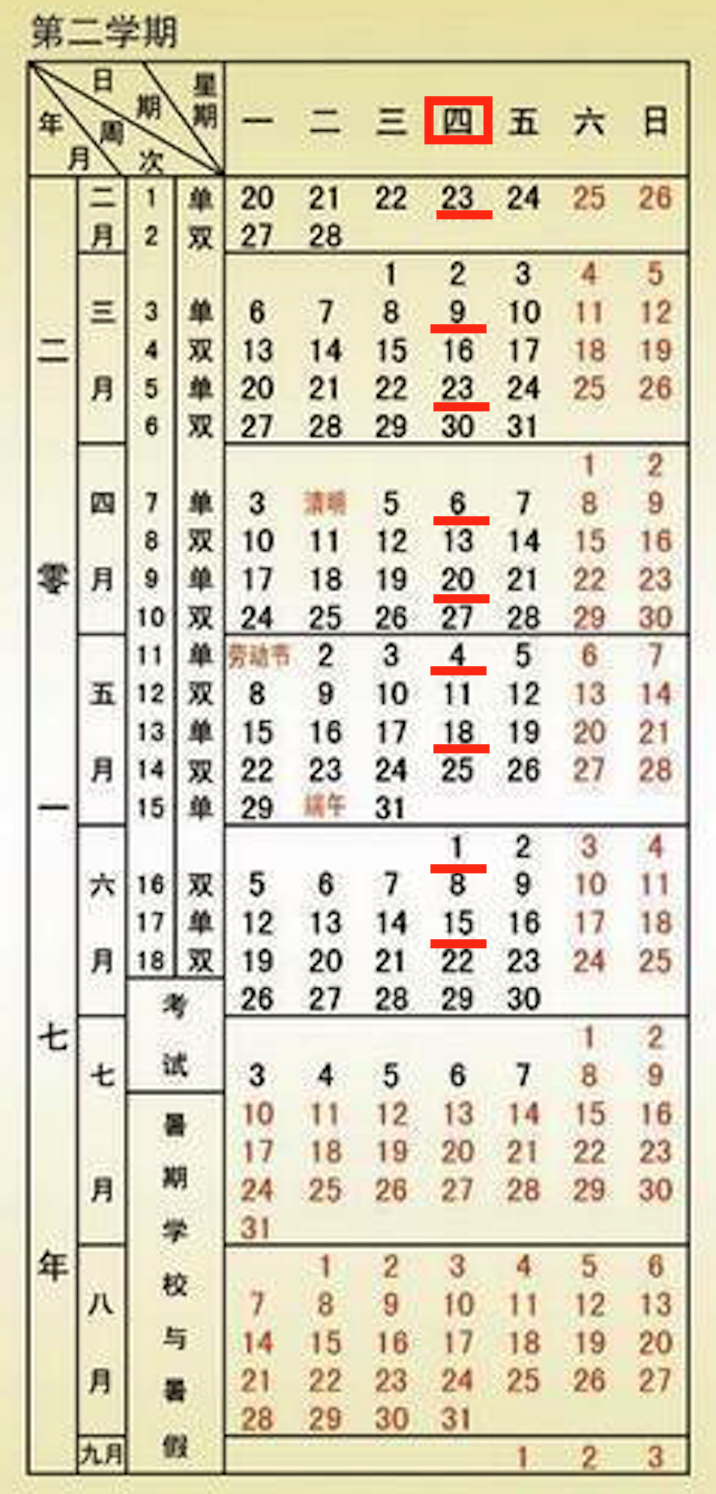 第二学期
日 期 星期
年 月 周 次 一 二 三 四 五 六 日
二零一七年
二月 1 单 20 21 22 23 24 25 26
2 双 27 28
三月 1 2 3 4 5
3 单 6 7 8 9 10 11 12
4 双 13 14 15 16 17 18 19
5 单 20 21 22 23 24 25 26
6 双 27 28 29 30 31
四月 1 2
7 单 3 清明 5 6 7 8 9
8 双 10 11 12 13 14 15 16
9 单 17 18 19 20 21 22 23
10 双 24 25 26 27 28 29 30
五月 11 单 劳动节 2 3 4 5 6 7
12 双 8 9 10 11 12 13 14
13 单 15 16 17 18 19 20 21
14 双 22 23 24 25 26 27 28
15 单 29 端午 31
六月 1 2 3 4
16 双 5 6 7 8 9 10 11
17 单 12 13 14 15 16 17 18
18 双 19 20 21 22 23 24 25
考试 26 27 28 29 30
七月 1 2
3 4 5 6 7 8 9
暑期学校与暑假 10 11 12 13 14 15 16
17 18 19 20 21 22 23
24 25 26 27 28 29 30
31
八月 1 2 3 4 5 6
7 8 9 10 11 12 13
14 15 16 17 18 19 20
21 22 23 24 25 26 27
28 29 30 31
九月 1 2 3